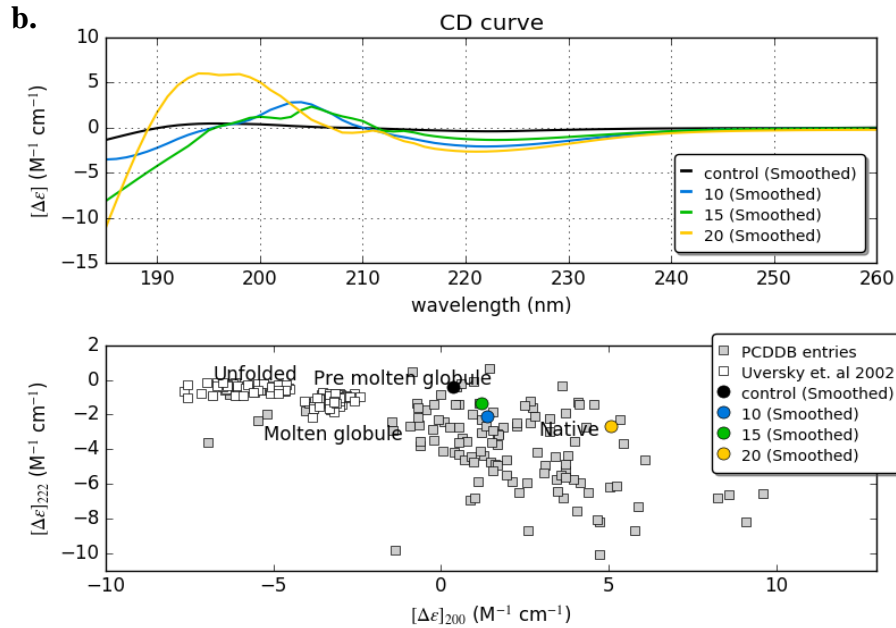 b.
CD curve
10
5
0
−5
−10
−15
[Δε] (M⁻¹ cm⁻¹)
control (Smoothed)
10 (Smoothed)
15 (Smoothed)
20 (Smoothed)
190 200 210 220 230 240 250 260
wavelength (nm)
2
0
−2
−4
−6
−8
−10
[Δε]₂₂₂ (M⁻¹ cm⁻¹)
Unfolded
Pre molten globule
Molten globule
Native
PCDDB entries
Uversky et. al 2002
control (Smoothed)
10 (Smoothed)
15 (Smoothed)
20 (Smoothed)
−10 −5 0 5 10
[Δε]₂₀₀ (M⁻¹ cm⁻¹)